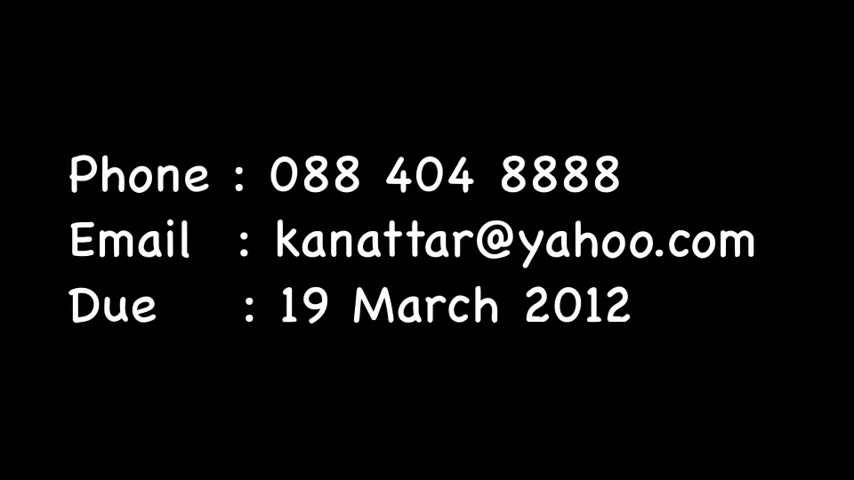 Phone : 088 404 8888
Email : kanattar@yahoo.com
Due : 19 March 2012